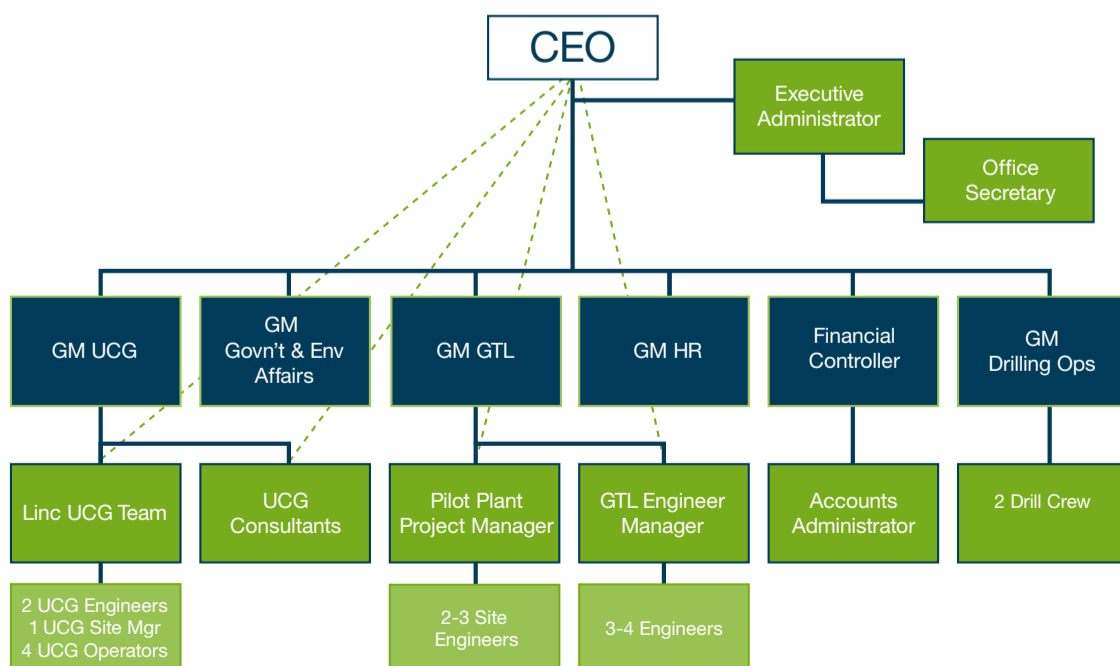 CEO
Executive
Administrator
Office
Secretary
GM UCG
GM
Govn’t & Env
Affairs
GM GTL
GM HR
Financial
Controller
GM
Drilling Ops
Linc UCG Team
UCG
Consultants
Pilot Plant
Project Manager
GTL Engineer
Manager
Accounts
Administrator
2 Drill Crew
2 UCG Engineers
1 UCG Site Mgr
4 UCG Operators
2-3 Site
Engineers
3-4 Engineers